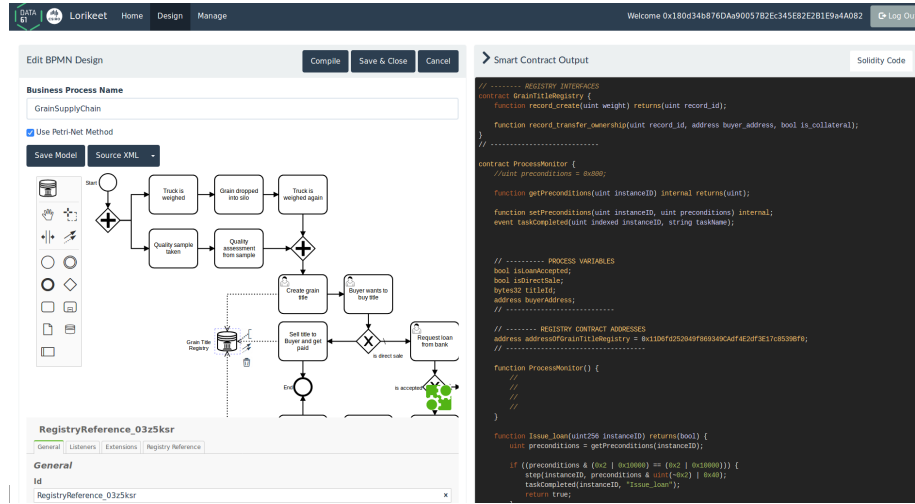 DATA
61
CSIRO
Lorikeet
Home
Design
Manage
Welcome 0x180d34b876DAa90057B2Ec345E82E2B1E9a4A082
Log Ou
Edit BPMN Design
Compile
Save & Close
Cancel
Business Process Name
GrainSupplyChain
Use Petri-Net Method
Save Model
Source XML
Start
Truck is
weighed
Grain dropped
into silo
Truck is
weighed again
Quality sample
taken
Quality
assessment
from sample
Create grain
title
Buyer wants to
buy title
Grain Title
Registry
Sell title to
Buyer and get
paid
Request loan
from bank
is direct sale
is accepted
End
RegistryReference_03z5ksr
General
Listeners
Extensions
Registry Reference
General
Id
RegistryReference_03z5ksr
x
Smart Contract Output
Solidity Code
// -------- REGISTRY INTERFACES
contract GrainTitleRegistry {
function record_create(uint weight) returns(uint record_id);
function record_transfer_ownership(uint record_id, address buyer_address, bool is_collateral);
}
// ---------------------------
contract ProcessMonitor {
//uint preconditions = 0x800;
function getPreconditions(uint instanceID) internal returns(uint);
function setPreconditions(uint instanceID, uint preconditions) internal;
event taskCompleted(uint indexed instanceID, string taskName);
// ---------- PROCESS VARIABLES
bool isLoanAccepted;
bool isDirectSale;
bytes32 titleId;
address buyerAddress;
// ---------------------------
// -------- REGISTRY CONTRACT ADDRESSES
address addressOfGrainTitleRegistry = 0x11D6fd252049f869349CAdf4E2df3E17c8539Bf0;
// -----------------------------------
function ProcessMonitor() {
//
//
//
//
}
function Issue_loan(uint256 instanceID) returns(bool) {
uint preconditions = getPreconditions(instanceID);
if ((preconditions & (0x2 | 0x10000) == (0x2 | 0x10000))) {
step(instanceID, preconditions & uint(~0x2) | 0x40);
taskCompleted(instanceID, "Issue_loan");
return true;